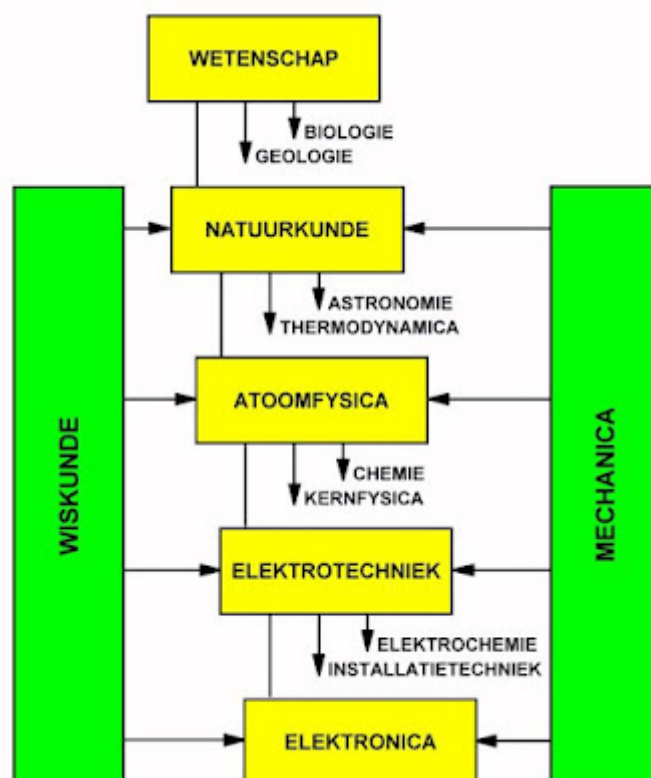 WETENSCHAP
BIOLOGIE
GEOLOGIE
NATUURKUNDE
ASTRONOMIE
THERMODYNAMICA
ATOOMFYSICA
CHEMIE
KERNFYSICA
ELEKTROTECHNIEK
ELEKTROCHEMIE
INSTALLATIETECHNIEK
ELEKTRONICA
WISKUNDE
MECHANICA